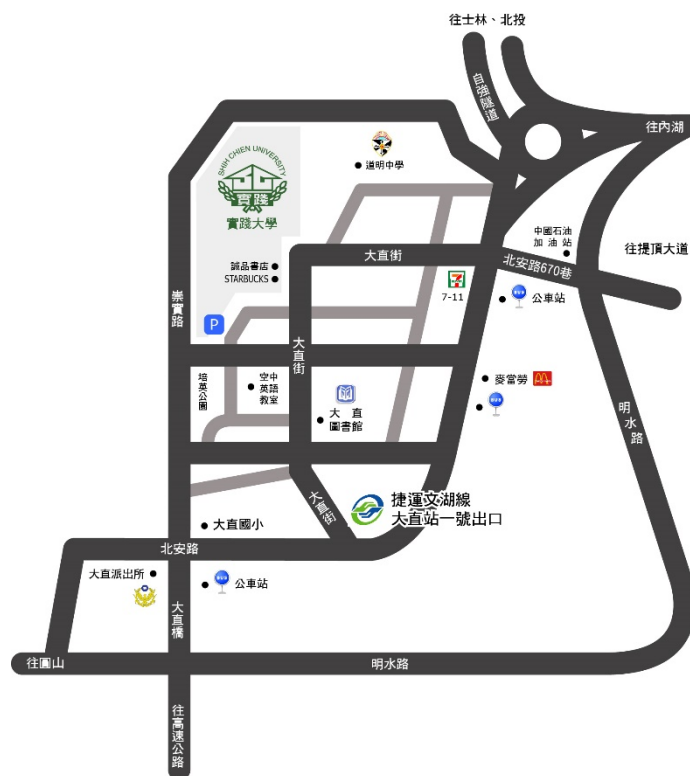 往士林、北投
自強隧道
往內湖
SHIH CHIEN UNIVERSITY
實踐
實踐大學
道明中學
誠品書店
STARBUCKS
大直街
中國石油
加油站
往提頂大道
北安路670巷
7
7-11
公車站
BUS
崇實路
P
大直街
培英公園
空中
英語
教室
大直
圖書館
麥當勞
BUS
明水路
大直街
捷運文湖線
大直站一號出口
大直國小
北安路
大直派出所
公車站
BUS
大直橋
往圓山
明水路
往高速公路